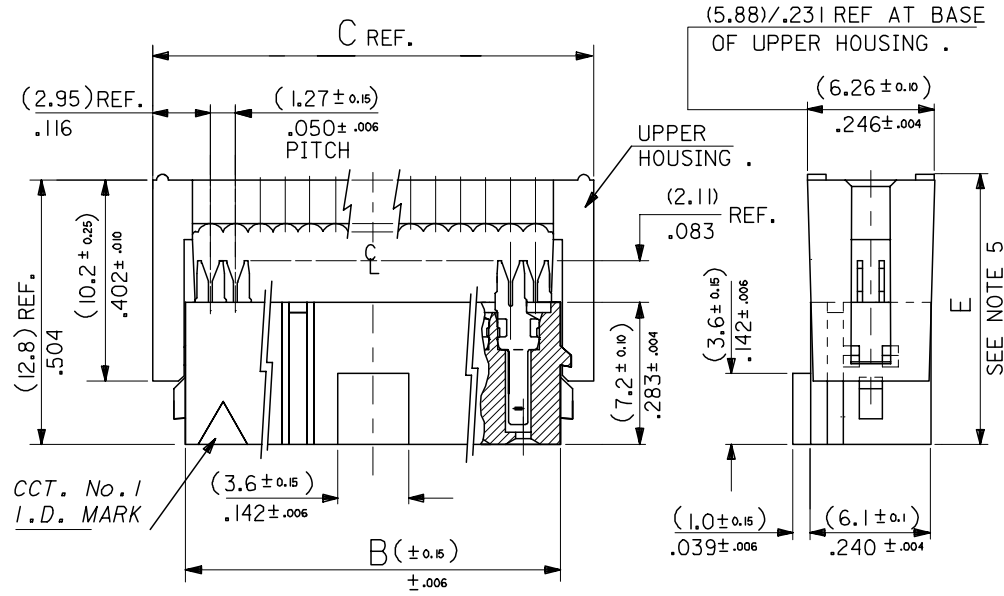 C REF.
(5.88)/.231 REF AT BASE
OF UPPER HOUSING .
(2.95) REF.
.116
(1.27± 0.15)
.050± .006
PITCH
UPPER
HOUSING .
(6.26± 0.10)
.246± .004
(2.11)
.083
REF.
(12.8) REF.
.504
(10.2± 0.25)
.402± .010
CL
(7.2± 0.10)
.283± .004
(3.6± 0.15)
.142± .006
E
SEE NOTE 5
CCT. No.1
I.D. MARK
(3.6± 0.15)
.142± .006
B (± 0.15)
± .006
(1.0± 0.15)
.039± .006
(6.1± 0.1)
.240 ± .004